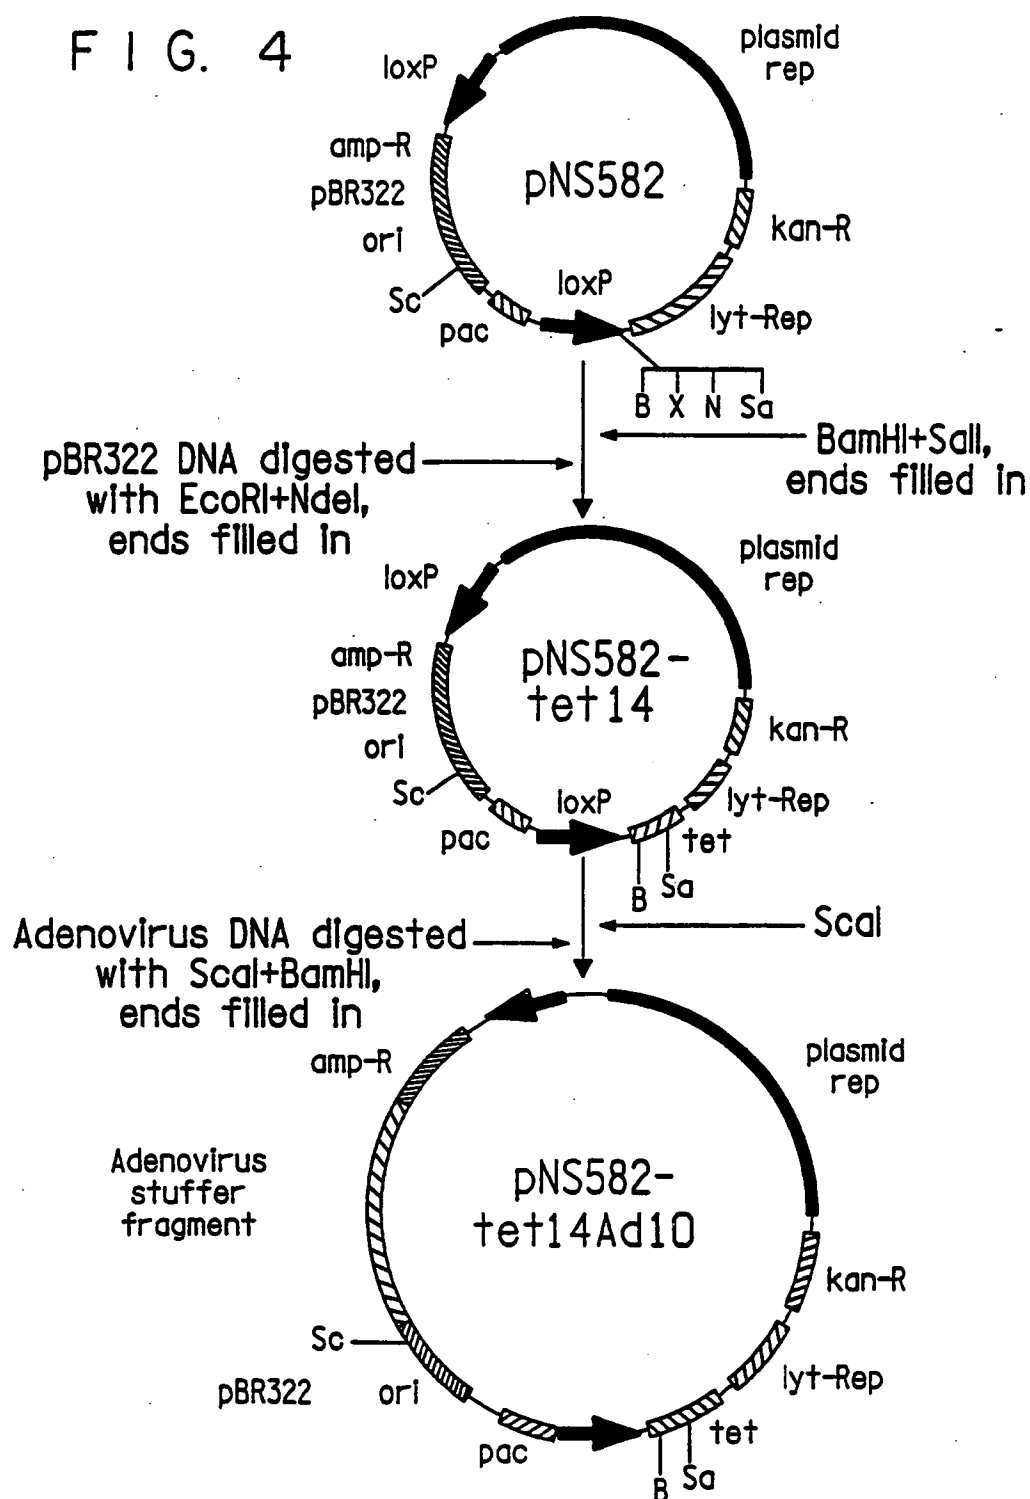 FIG. 4
plasmid
rep
loxP
amp-R
pBR322
ori
pNS582
kan-R
Sc
loxP
pac
lyt-Rep
B X N Sa
pBR322 DNA digested
with EcoRI+NdeI,
ends filled in
BamHI+SalI,
ends filled in
plasmid
rep
loxP
amp-R
pBR322
ori
pNS582-
tet14
kan-R
Sc
loxP
lyt-Rep
pac
tet
B
Sa
Adenovirus DNA digested
with ScaI+BamHI,
ends filled in
ScaI
amp-R
plasmid
rep
Adenovirus
stuffer
fragment
pNS582-
tet14Ad10
kan-R
Sc
pBR322
ori
lyt-Rep
pac
tet
B
Sa